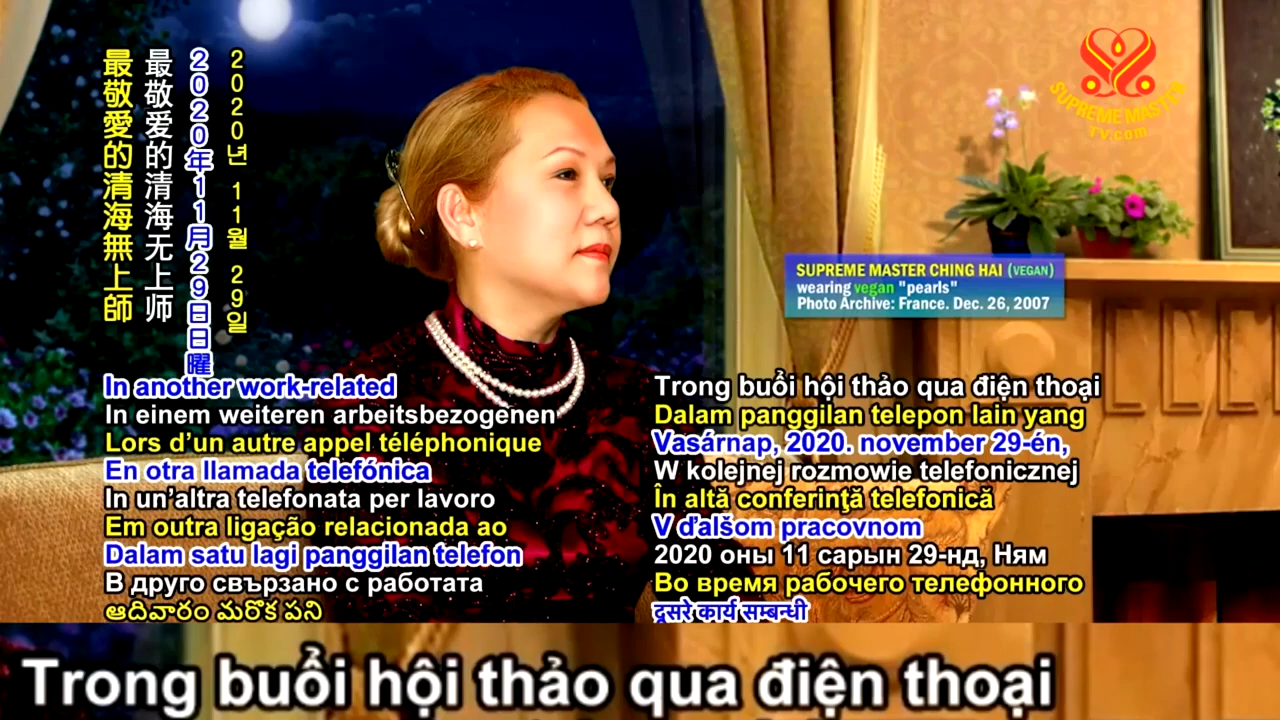 最敬愛的清海無上師
最敬爱的清海无上师
2020年11月29日日曜
2020년 11월 29일
SUPREME MASTER
TV.com
SUPREME MASTER CHING HAI (VEGAN)
wearing vegan "pearls"
Photo Archive: France. Dec. 26, 2007
In another work-related
In einem weiteren arbeitsbezogenen
Lors d’un autre appel téléphonique
En otra llamada telefónica
In un’altra telefonata per lavoro
Em outra ligação relacionada ao
Dalam satu lagi panggilan telefon
В друго свързано с работата
ఆదివారం మరొక పని
Trong buổi hội thảo qua điện thoại
Dalam panggilan telepon lain yang
Vasárnap, 2020. november 29-én,
W kolejnej rozmowie telefonicznej
În altă conferinţă telefonică
V ďalšom pracovnom
2020 оны 11 сарын 29-нд, Ням
Во время рабочего телефонного
दूसरे कार्य सम्बन्धी
Trong buổi hội thảo qua điện thoại